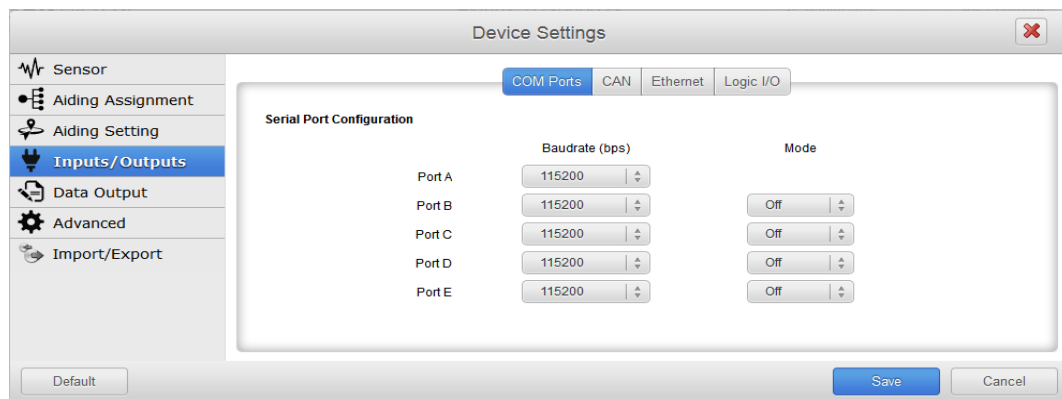 Device Settings
Sensor
Aiding Assignment
Aiding Setting
Inputs/Outputs
Data Output
Advanced
Import/Export
COM Ports CAN Ethernet Logic I/O
Serial Port Configuration
Baudrate (bps) Mode
Port A 115200
Port B 115200 Off
Port C 115200 Off
Port D 115200 Off
Port E 115200 Off
Default Save Cancel